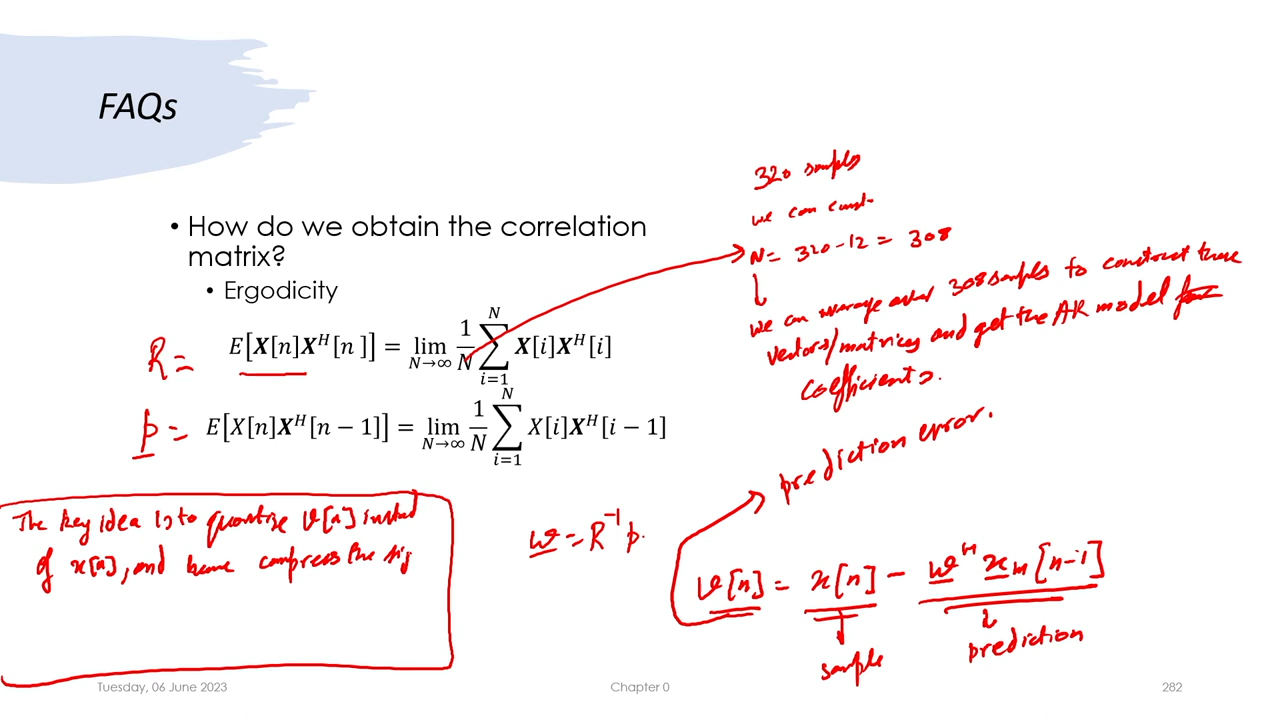 FAQs
• How do we obtain the correlation
matrix?
• Ergodicity
R = E[X[n]X^H[n ]] = lim_{N→∞} 1/N ∑_{i=1}^{N} X[i]X^H[i]
p = E[X[n]X^H[n − 1]] = lim_{N→∞} 1/N ∑_{i=1}^{N} X[i]X^H[i − 1]
320 samples
we can
N = 320-12 = 308
we can average over 308 samples to construct these
vectors/matrices and get the AR model
coefficients.
prediction error.
The key idea is to quantize v[n] instead
of x[n], and hence compress the sig
w = R^{-1} p.
v[n] = x[n] - w^H x_M[n-1]
sample
prediction
Tuesday, 06 June 2023
Chapter 0
282